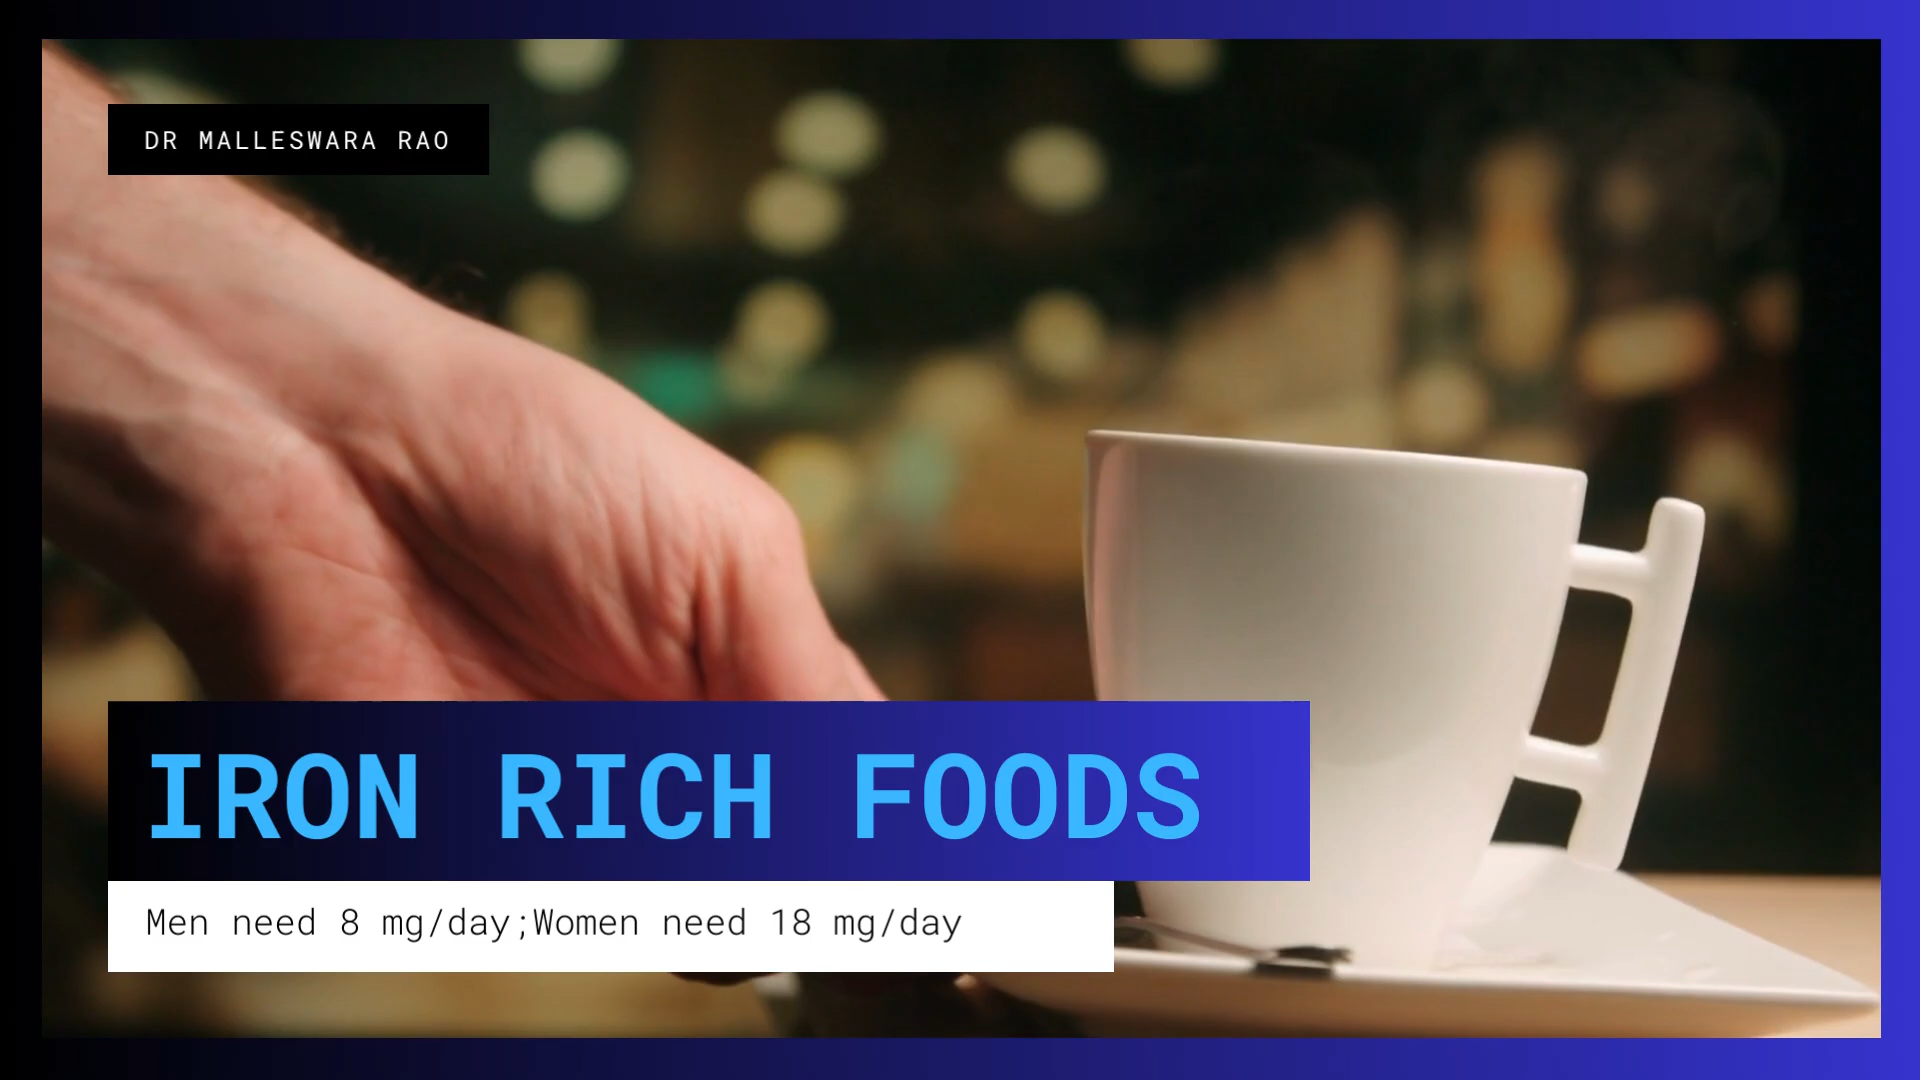 DR MALLESWARA RAO
IRON RICH FOODS
Men need 8 mg/day;Women need 18 mg/day